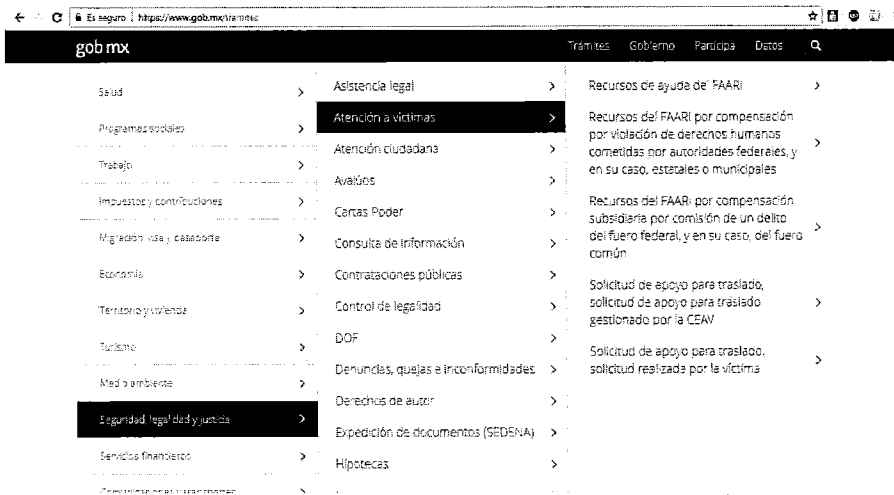 Es seguro | https://www.gob.mx/tramites
gob mx
Trámites Gobierno Participa Datos
Salud
Programas sociales
Trabajo
Impuestos y contribuciones
Migración, visa y pasaporte
Economía
Territorio y vivienda
Turismo
Medio ambiente
Seguridad, legalidad y justicia
Servicios financieros
Asistencia legal
Atención a víctimas
Atención ciudadana
Avalúos
Cartas Poder
Consulta de información
Contrataciones públicas
Control de legalidad
DOF
Denuncias, quejas e inconformidades
Derechos de autor
Expedición de documentos (SEDENA)
Hipotecas
Recursos de ayuda del FAARI
Recursos del FAARI por compensación
por violación de derechos humanos
cometidas por autoridades federales, y
en su caso, estatales o municipales
Recursos del FAARI por compensación
subsidiaria por comisión de un delito
del fuero federal, y en su caso, del fuero
común
Solicitud de apoyo para traslado,
solicitud de apoyo para traslado
gestionado por la CEAV
Solicitud de apoyo para traslado,
solicitud realizada por la víctima